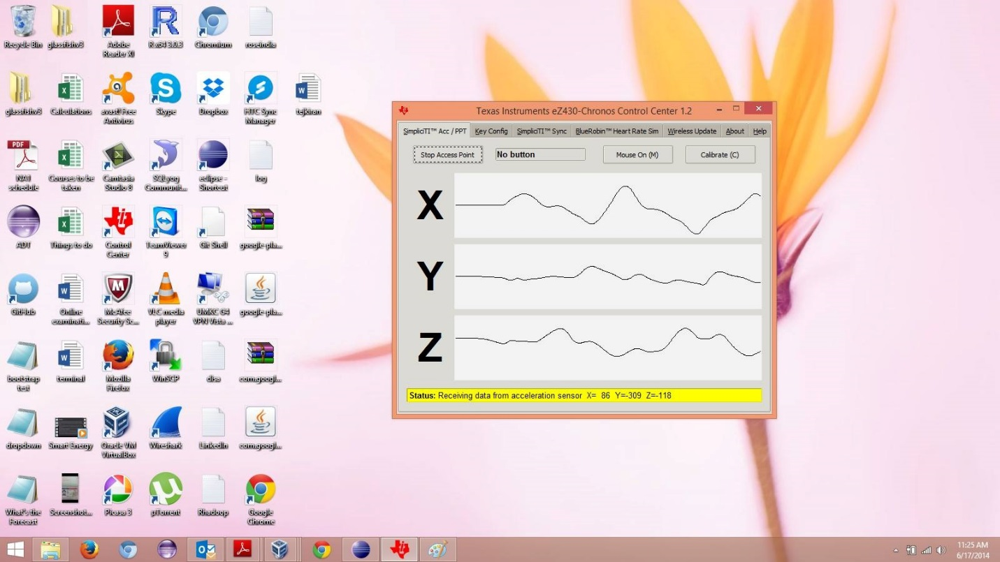 Recycle Bin
glassfishv3
Adobe
Reader XI
R x64 3.0.3
Chromium
roseindia
glassfishv3
Calculations
avast! Free
Antivirus
Skype
Dropbox
HTC Sync
Manager
tejkiran
PDF
NA11
schedule
Courses to be
taken
Camtasia
Studio 8
SQLyog
Communit...
eclipse -
Shortcut
log
ADT
Things to do
Control
Center
TeamViewer
9
Git Shell
google-pla...
GitHub
Online
examinati...
McAfee
Security Sc...
VLC media
player
UMKC G4
VPN Vista ...
google-pla...
bootstrap
test
terminal
Mozilla
Firefox
WinSCP
disa
com.googl...
dropdown
Smart Energy
Oracle VM
VirtualBox
Wireshark
LinkedIn
com.googl...
What's the
Forecast
Screenshot...
Picasa 3
µTorrent
Rhadoop
Google
Chrome
Texas Instruments eZ430-Chronos Control Center 1.2
SimpliciTI™ Acc / PPT Key Config SimpliciTI™ Sync BlueRobin™ Heart Rate Sim Wireless Update About Help
Stop Access Point No button Mouse On (M) Calibrate (C)
X
Y
Z
Status: Receiving data from acceleration sensor X= 86 Y=-309 Z=-118
11:25 AM
6/17/2014